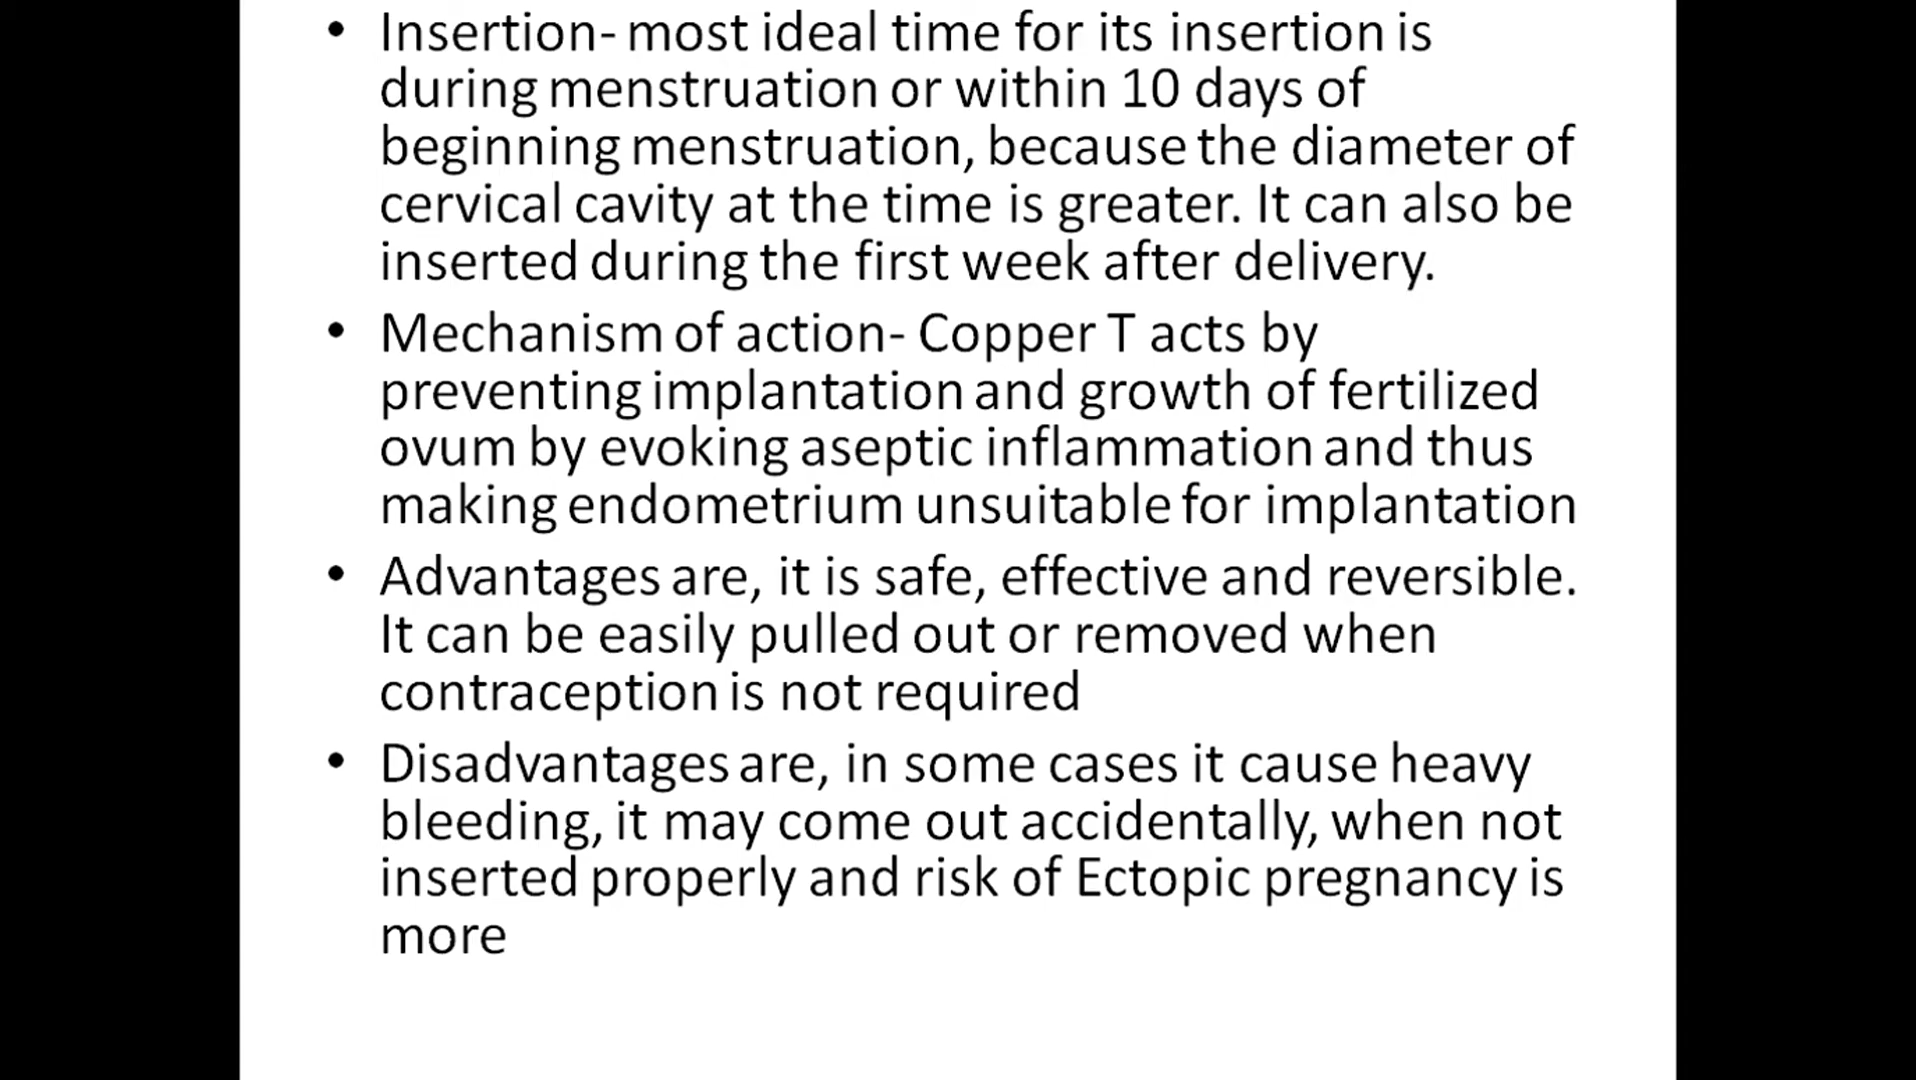 • Insertion- most ideal time for its insertion is
during menstruation or within 10 days of
beginning menstruation, because the diameter of
cervical cavity at the time is greater. It can also be
inserted during the first week after delivery.
• Mechanism of action- Copper T acts by
preventing implantation and growth of fertilized
ovum by evoking aseptic inflammation and thus
making endometrium unsuitable for implantation
• Advantages are, it is safe, effective and reversible.
It can be easily pulled out or removed when
contraception is not required
• Disadvantages are, in some cases it cause heavy
bleeding, it may come out accidentally, when not
inserted properly and risk of Ectopic pregnancy is
more